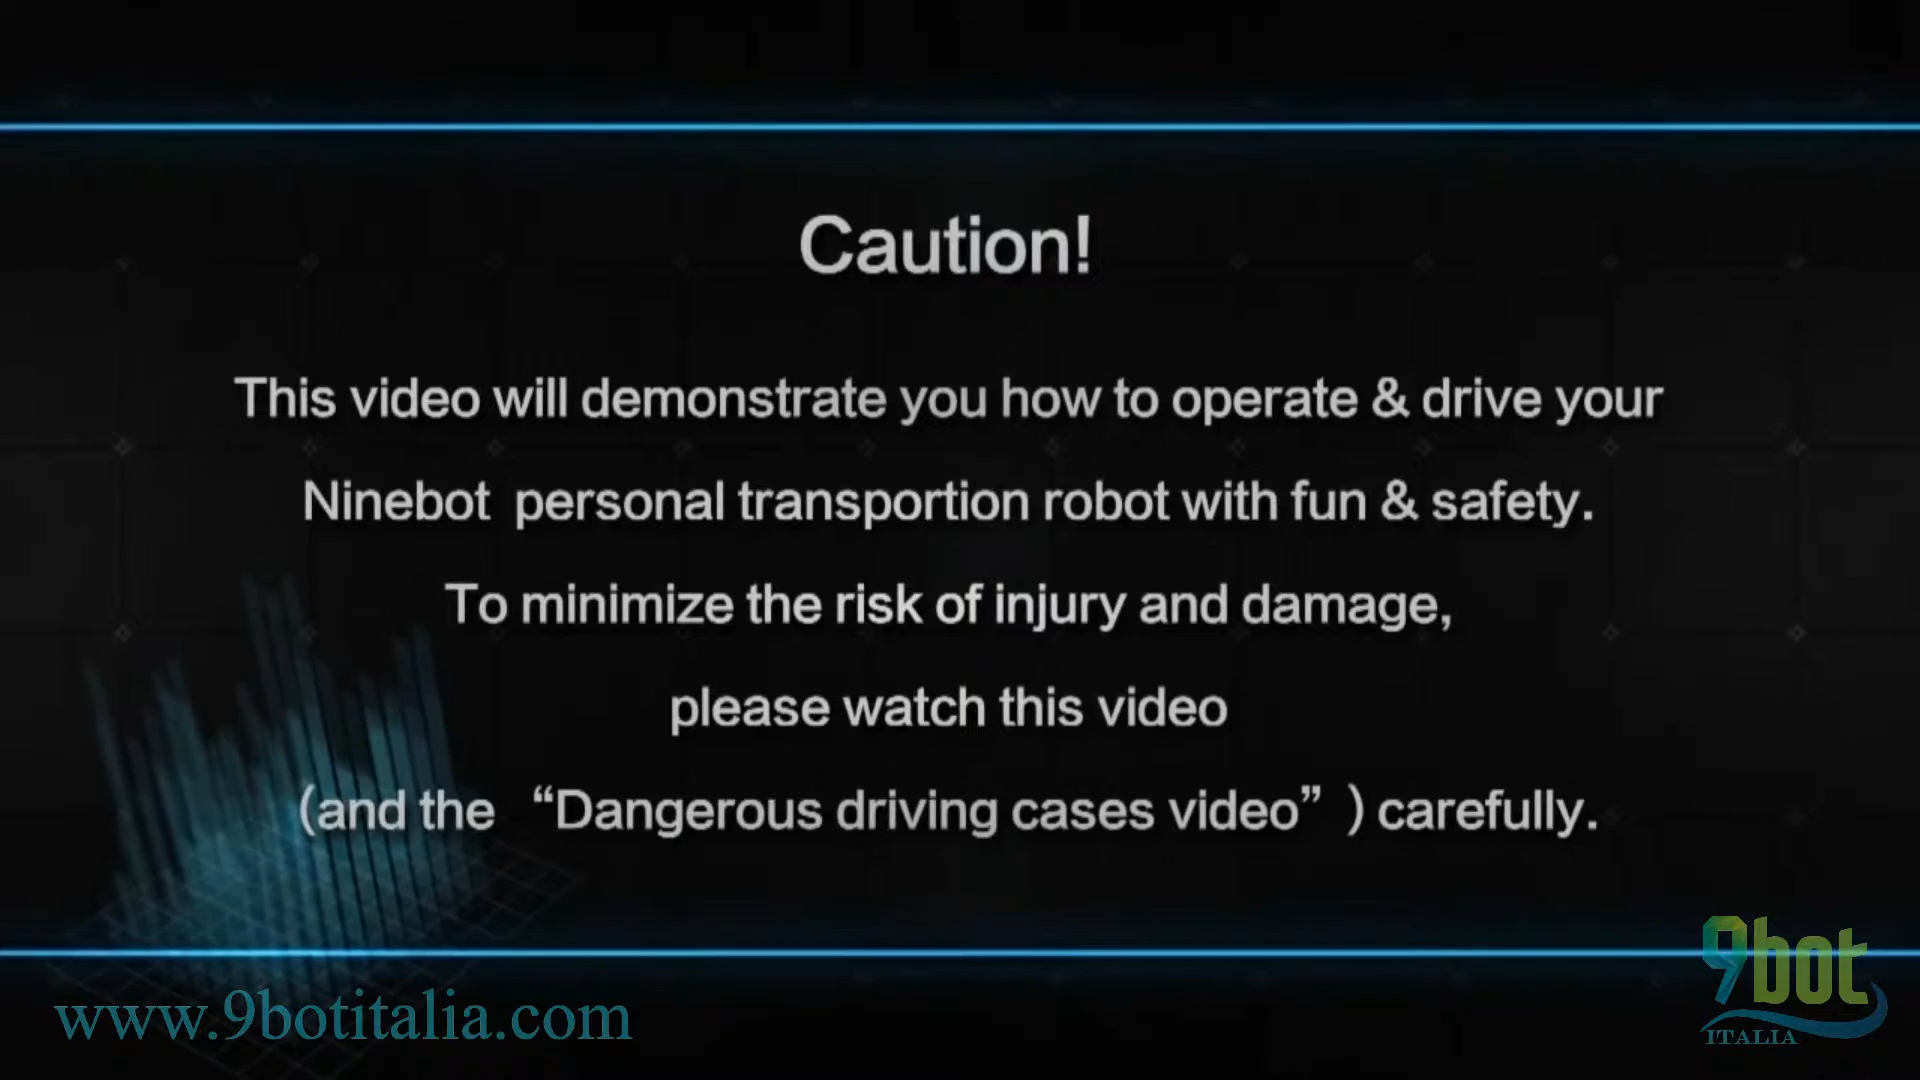 Caution!
This video will demonstrate you how to operate & drive your
Ninebot personal transportion robot with fun & safety.
To minimize the risk of injury and damage,
please watch this video
(and the “Dangerous driving cases video” ) carefully.
www.9botitalia.com
9bot
ITALIA